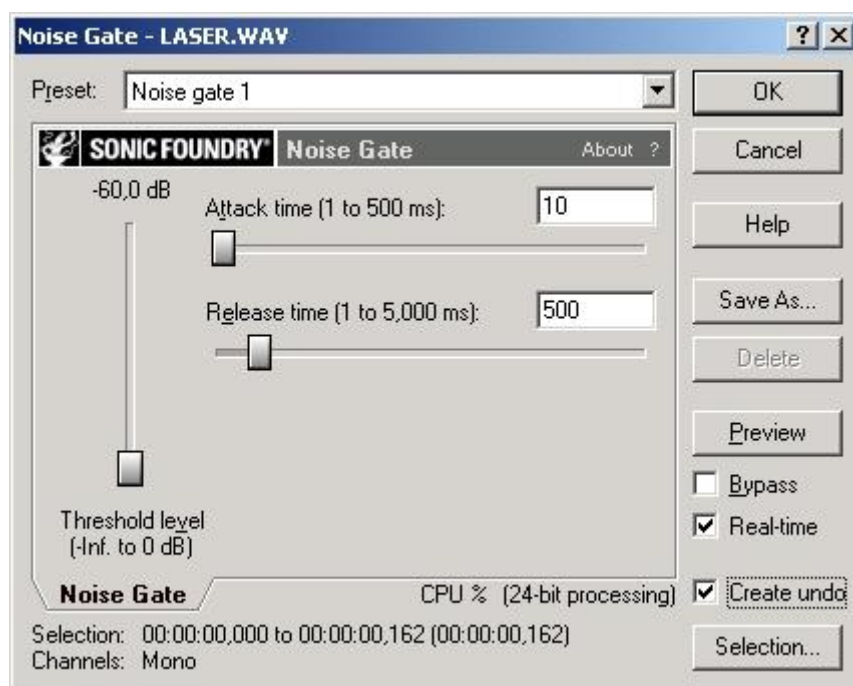 Noise Gate - LASER.WAV
Preset: Noise gate 1
OK
SONIC FOUNDRY® Noise Gate About ?
Cancel
-60,0 dB
Attack time (1 to 500 ms): 10
Help
Release time (1 to 5,000 ms): 500
Save As...
Delete
Preview
Bypass
Threshold level
(-Inf. to 0 dB)
Real-time
Noise Gate
CPU % (24-bit processing)
Create undo
Selection: 00:00:00,000 to 00:00:00,162 (00:00:00,162)
Channels: Mono
Selection...